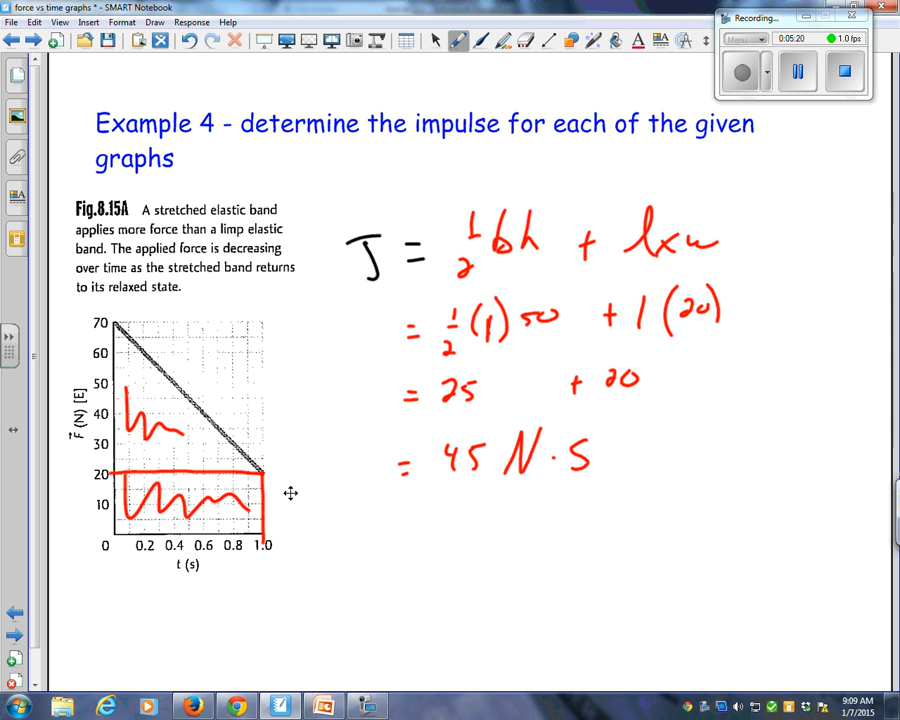 force vs time graphs * - SMART Notebook
File Edit View Insert Format Draw Response Help
Recording...
Menu 0:05:20 1.0 fps
Example 4 - determine the impulse for each of the given
graphs
Fig.8.15A A stretched elastic band
applies more force than a limp elastic
band. The applied force is decreasing
over time as the stretched band returns
to its relaxed state.
J = 1/2 bh + l x w
= 1/2 (1) 50 + 1 (20)
= 25 + 20
= 45 N · s
70
60
50
40
30
20
10
0 0.2 0.4 0.6 0.8 1.0
F (N) [E]
t (s)
9:09 AM
1/7/2015